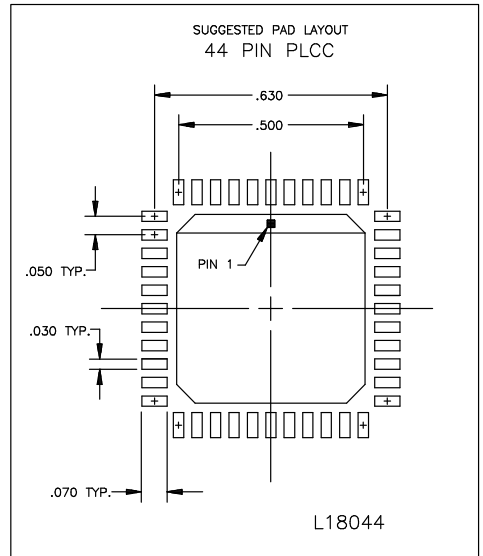 SUGGESTED PAD LAYOUT
44 PIN PLCC
.630
.500
PIN 1
.050 TYP.
.030 TYP.
.070 TYP.
L18044